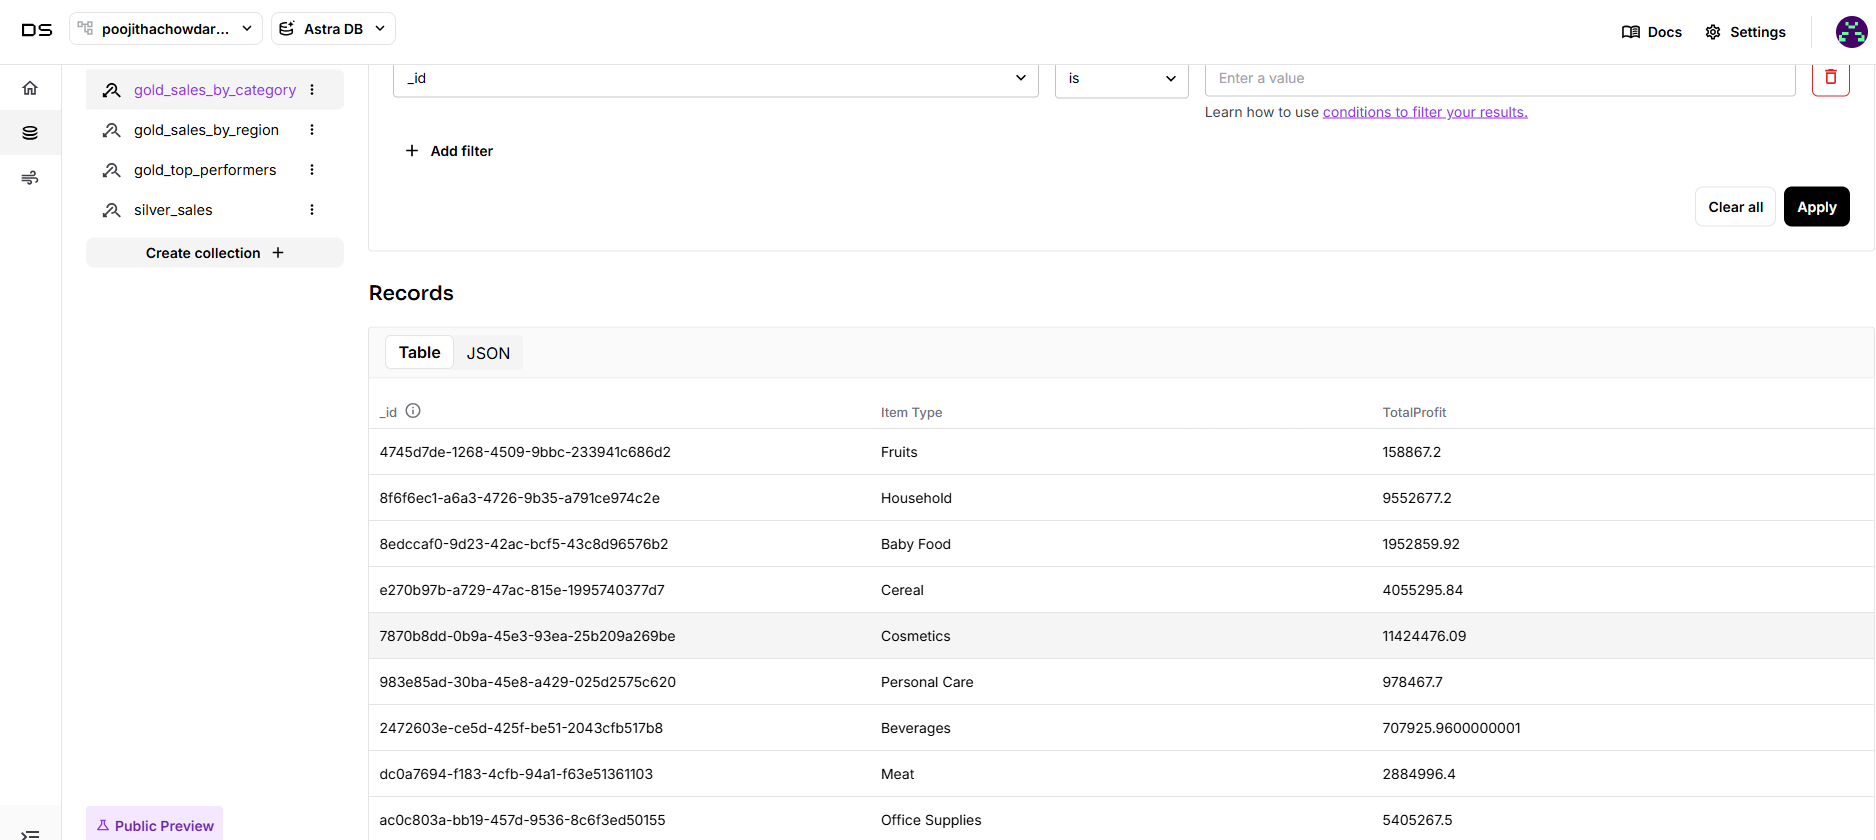 DS poojithachowdar... Astra DB Docs Settings
gold_sales_by_category
gold_sales_by_region
gold_top_performers
silver_sales
Create collection +
Public Preview
_id is Enter a value
Learn how to use conditions to filter your results.
+ Add filter
Clear all Apply
Records
Table JSON
_id Item Type TotalProfit
4745d7de-1268-4509-9bbc-233941c686d2 Fruits 158867.2
8f6f6ec1-a6a3-4726-9b35-a791ce974c2e Household 9552677.2
8edccaf0-9d23-42ac-bcf5-43c8d96576b2 Baby Food 1952859.92
e270b97b-a729-47ac-815e-1995740377d7 Cereal 4055295.84
7870b8dd-0b9a-45e3-93ea-25b209a269be Cosmetics 11424476.09
983e85ad-30ba-45e8-a429-025d2575c620 Personal Care 978467.7
2472603e-ce5d-425f-be51-2043cfb517b8 Beverages 707925.9600000001
dc0a7694-f183-4cfb-94a1-f63e51361103 Meat 2884996.4
ac0c803a-bb19-457d-9536-8c6f3ed50155 Office Supplies 5405267.5